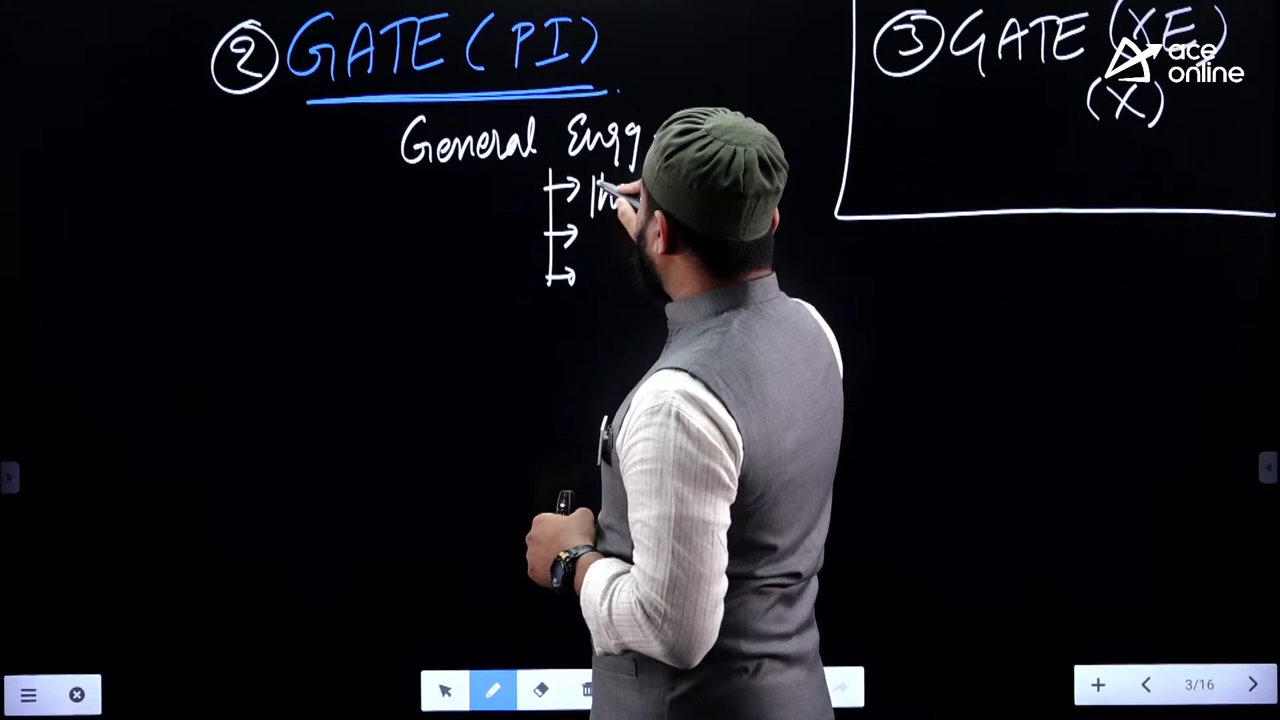 ② GATE (PI)
General Engg
③ GATE (XE)
(X)
ace
online
3/16